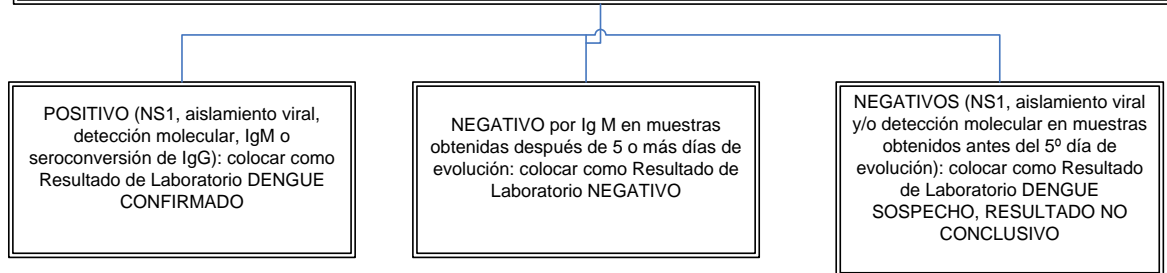 POSITIVO (NS1, aislamiento viral,
detección molecular, IgM o
seroconversión de IgG): colocar como
Resultado de Laboratorio DENGUE
CONFIRMADO
NEGATIVO por Ig M en muestras
obtenidas después de 5 o más días de
evolución: colocar como Resultado de
Laboratorio NEGATIVO
NEGATIVOS (NS1, aislamiento viral
y/o detección molecular en muestras
obtenidos antes del 5º día de
evolución): colocar como Resultado
de Laboratorio DENGUE
SOSPECHO, RESULTADO NO
CONCLUSIVO